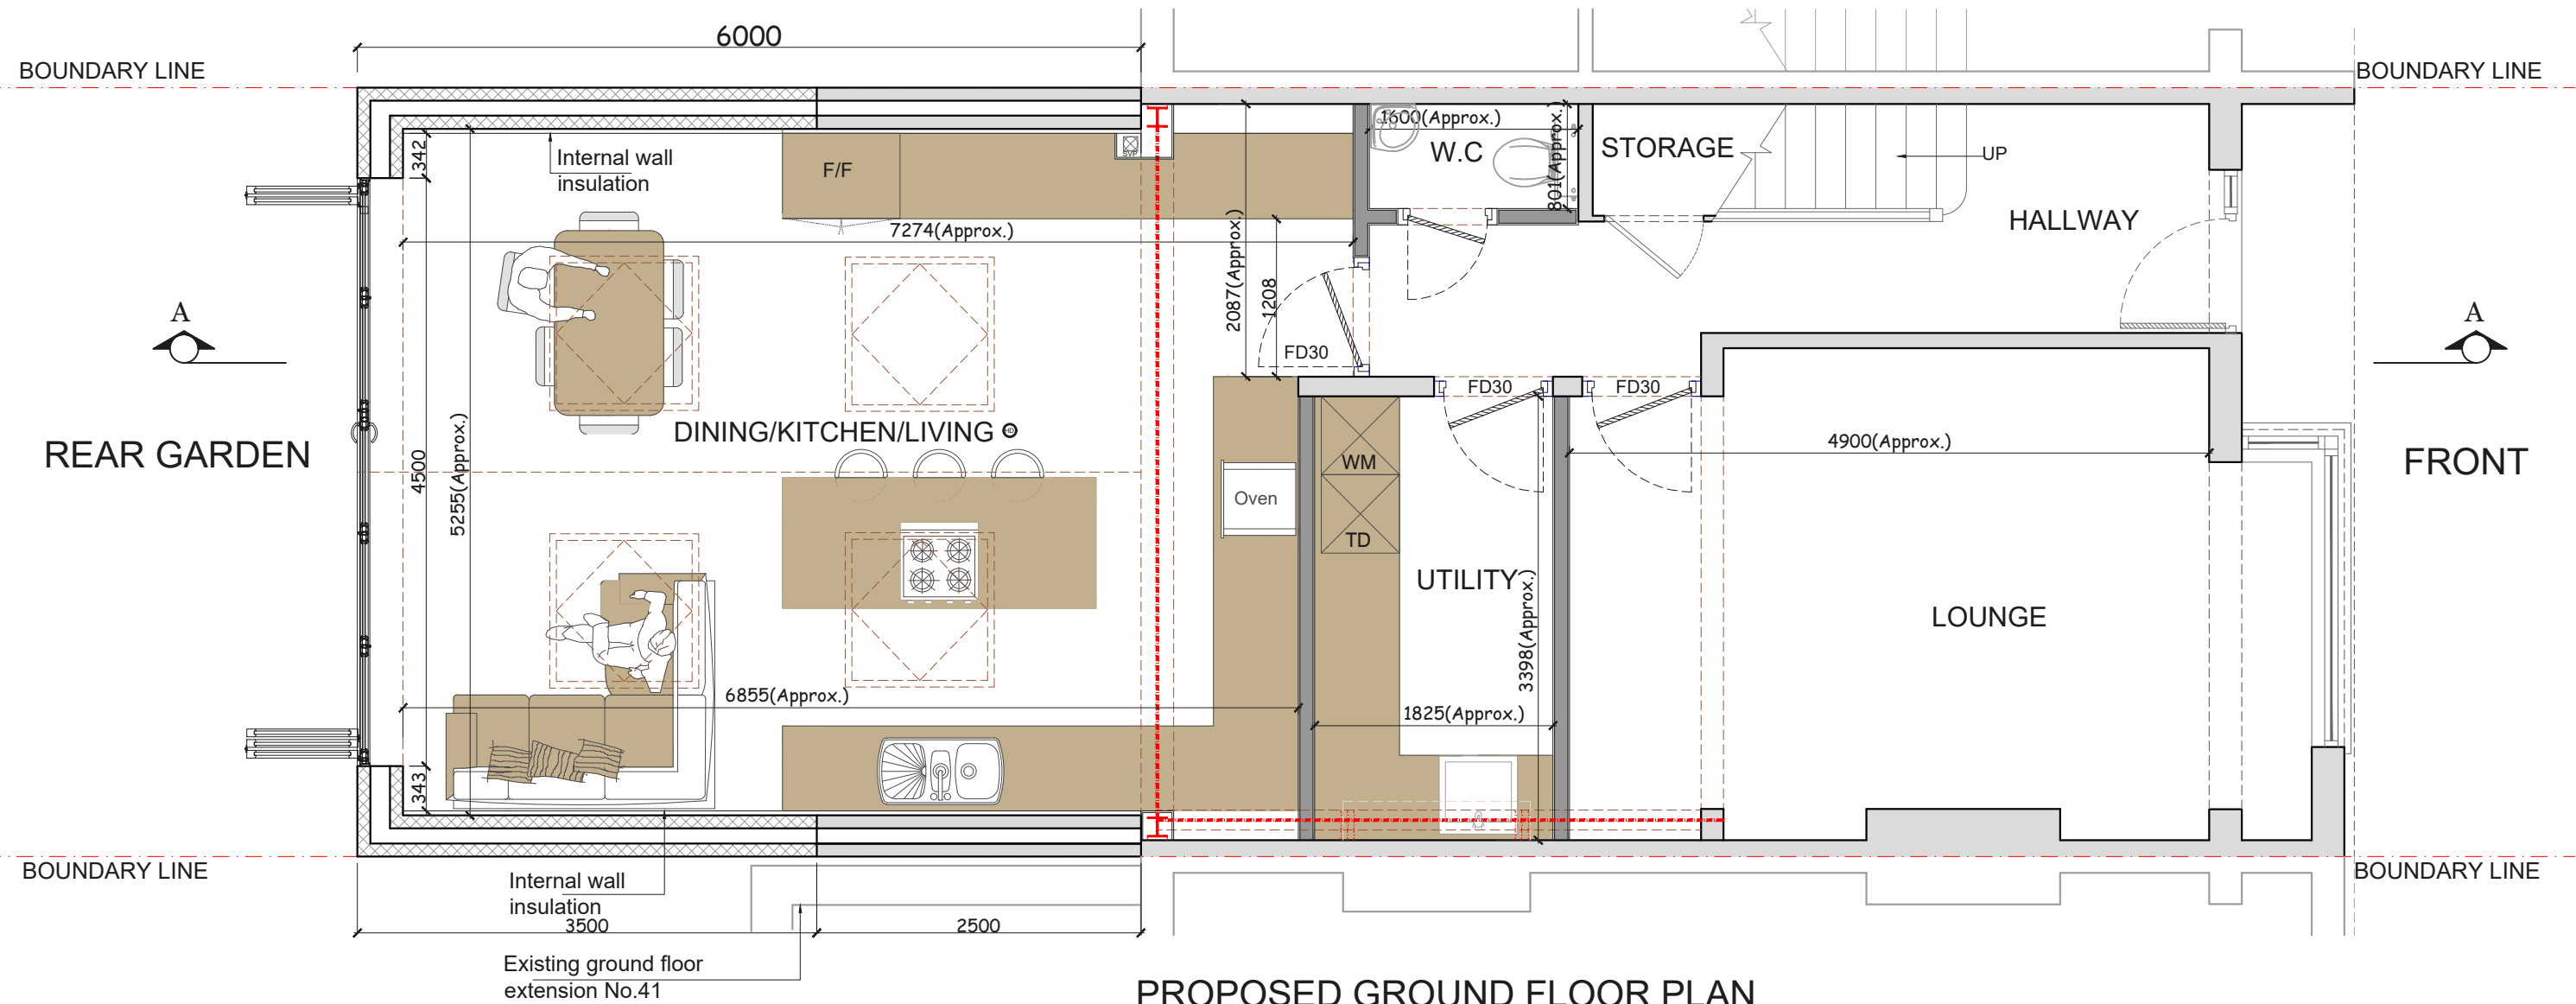 6000
BOUNDARY LINE
BOUNDARY LINE
342
Internal wall
insulation
F/F
SVP
1600(Approx.)
W.C
801(Approx.)
STORAGE
UP
HALLWAY
7274(Approx.)
2087(Approx.)
1208
FD30
A
A
REAR GARDEN
4500
5255(Approx.)
DINING/KITCHEN/LIVING
HD
FD30
FD30
4900(Approx.)
FRONT
WM
Oven
TD
UTILITY
3398(Approx.)
LOUNGE
6855(Approx.)
1825(Approx.)
343
BOUNDARY LINE
BOUNDARY LINE
Internal wall
insulation
3500
2500
Existing ground floor
extension No.41
PROPOSED GROUND FLOOR PLAN